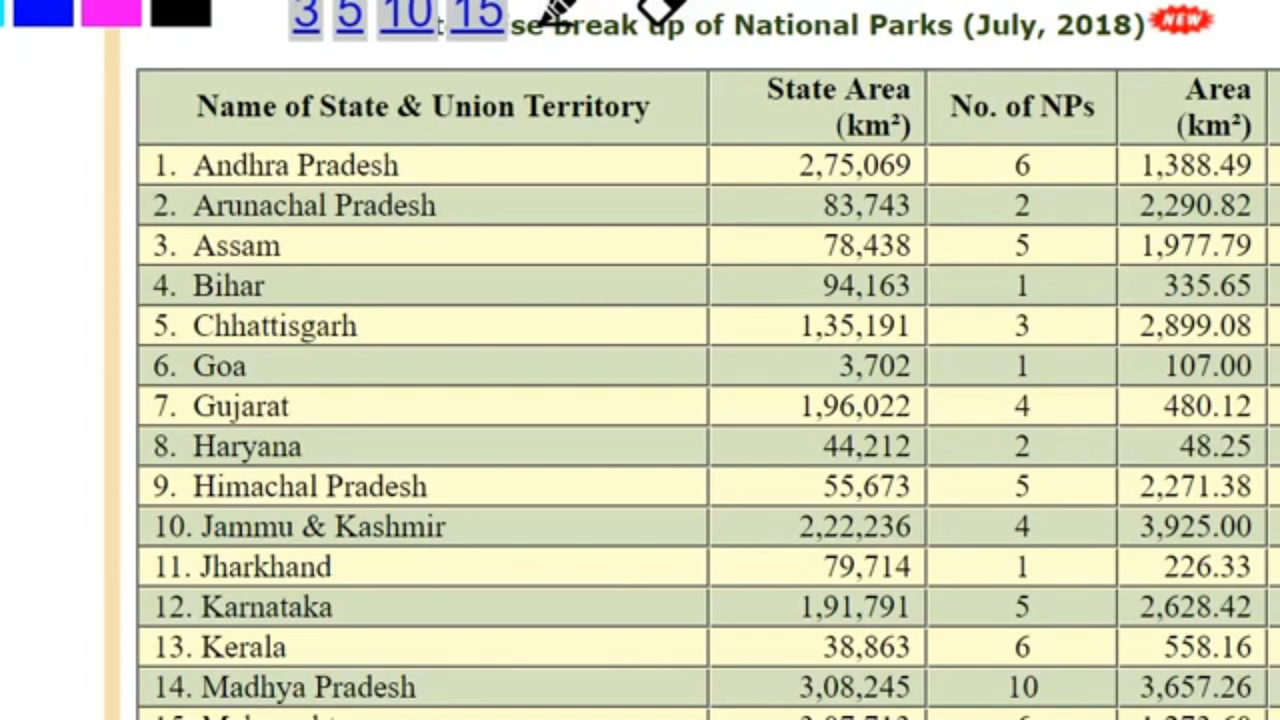 3 5 10 15
break up of National Parks (July, 2018) NEW
Name of State & Union Territory State Area (km²) No. of NPs Area (km²)
1. Andhra Pradesh 2,75,069 6 1,388.49
2. Arunachal Pradesh 83,743 2 2,290.82
3. Assam 78,438 5 1,977.79
4. Bihar 94,163 1 335.65
5. Chhattisgarh 1,35,191 3 2,899.08
6. Goa 3,702 1 107.00
7. Gujarat 1,96,022 4 480.12
8. Haryana 44,212 2 48.25
9. Himachal Pradesh 55,673 5 2,271.38
10. Jammu & Kashmir 2,22,236 4 3,925.00
11. Jharkhand 79,714 1 226.33
12. Karnataka 1,91,791 5 2,628.42
13. Kerala 38,863 6 558.16
14. Madhya Pradesh 3,08,245 10 3,657.26